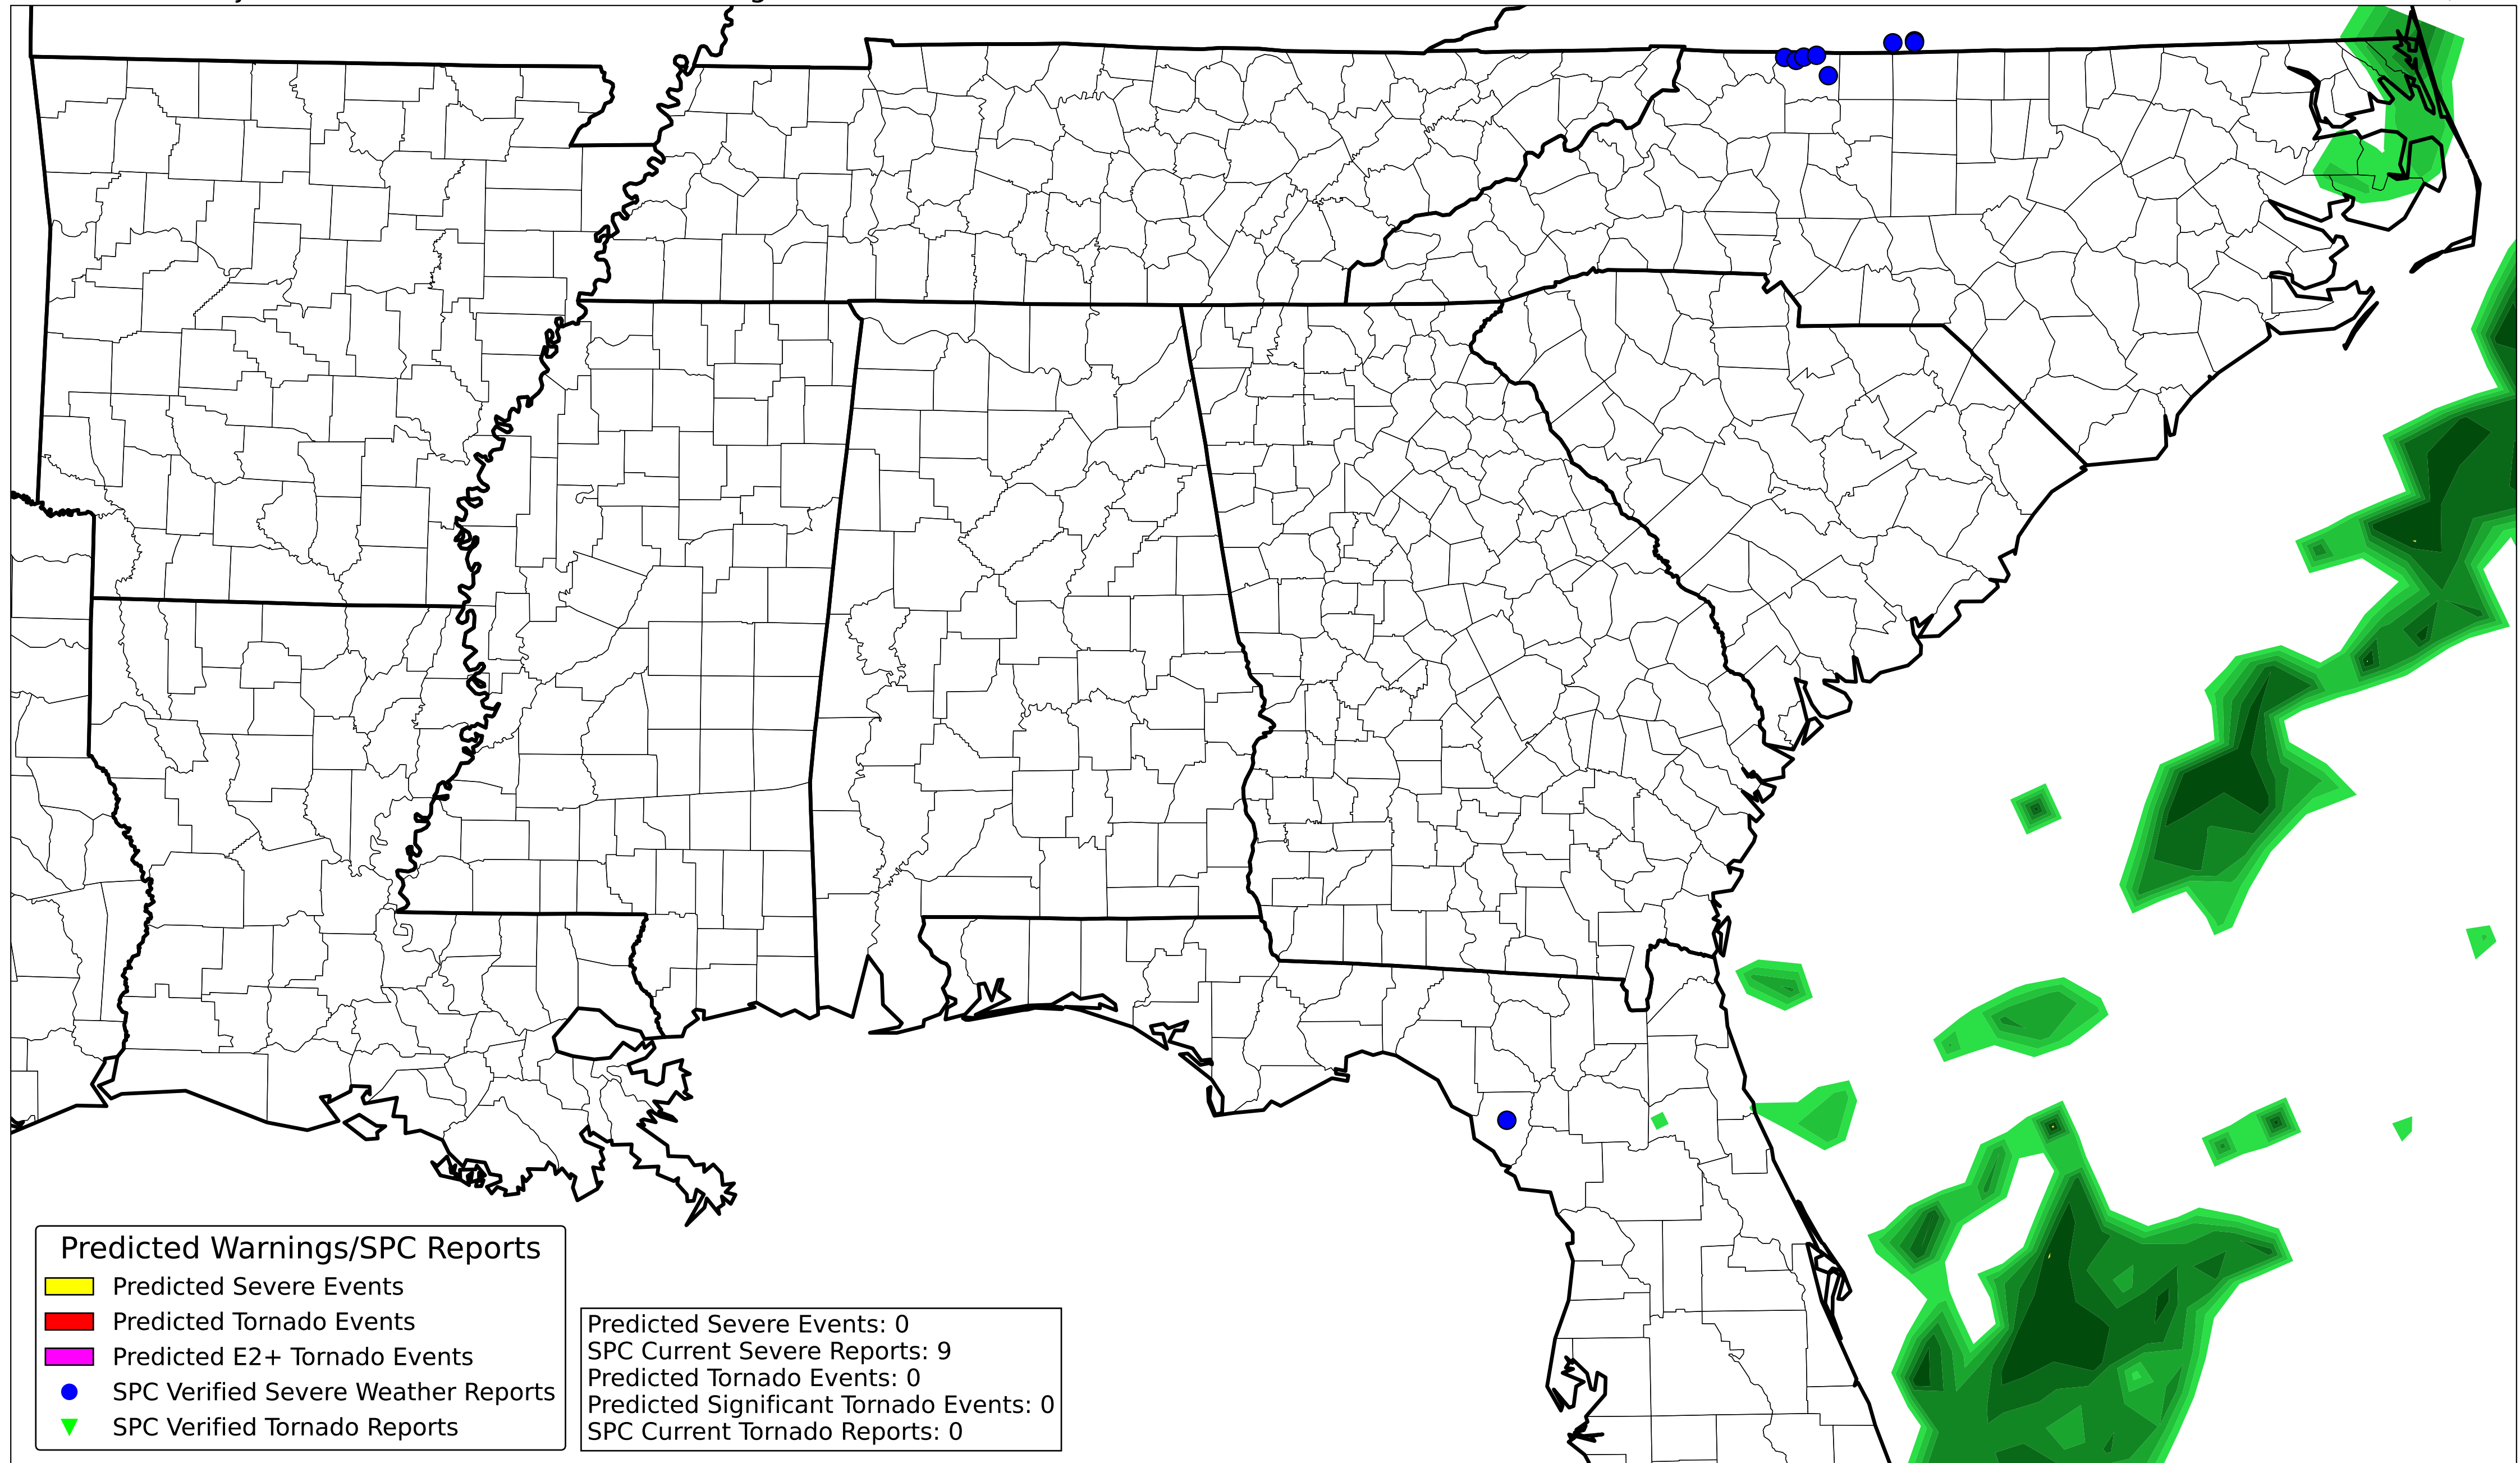 Predicted Warnings/SPC Reports
Predicted Severe Events
Predicted Tornado Events
Predicted E2+ Tornado Events
SPC Verified Severe Weather Reports
SPC Verified Tornado Reports
Predicted Severe Events: 0
SPC Current Severe Reports: 9
Predicted Tornado Events: 0
Predicted Significant Tornado Events: 0
SPC Current Tornado Reports: 0